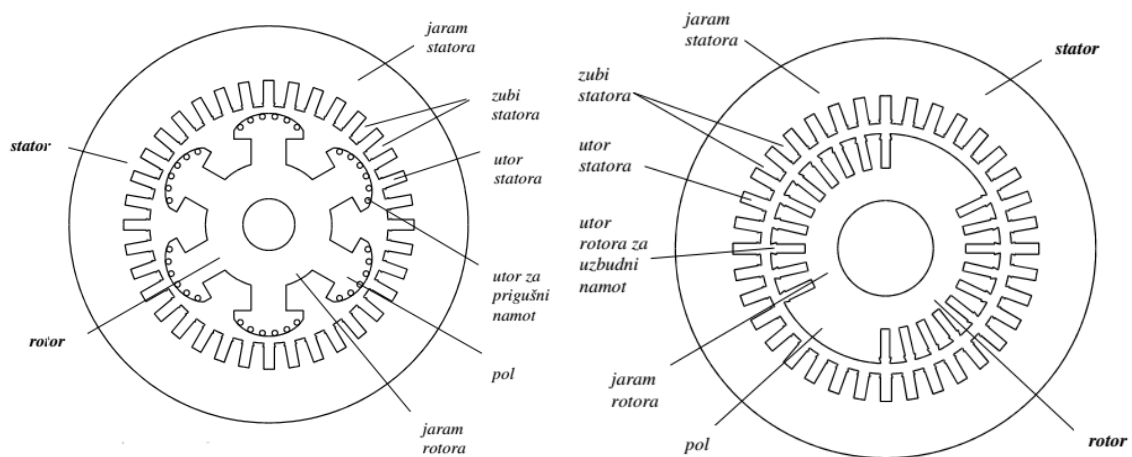 jaram
statora
zubi
statora
stator
utor
statora
utor za
prigušni
namot
rotor
pol
jaram
rotora
jaram
statora
stator
zubi
statora
utor
statora
utor
rotora za
uzbudni
namot
jaram
rotora
pol
rotor